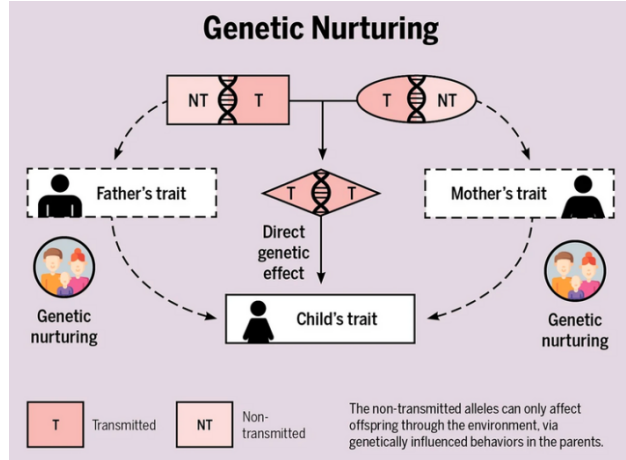 Genetic Nurturing
NT T
T NT
Father's trait
T T
Mother's trait
Direct
genetic
effect
Genetic
nurturing
Child's trait
Genetic
nurturing
T Transmitted
NT Non-
transmitted
The non-transmitted alleles can only affect
offspring through the environment, via
genetically influenced behaviors in the parents.